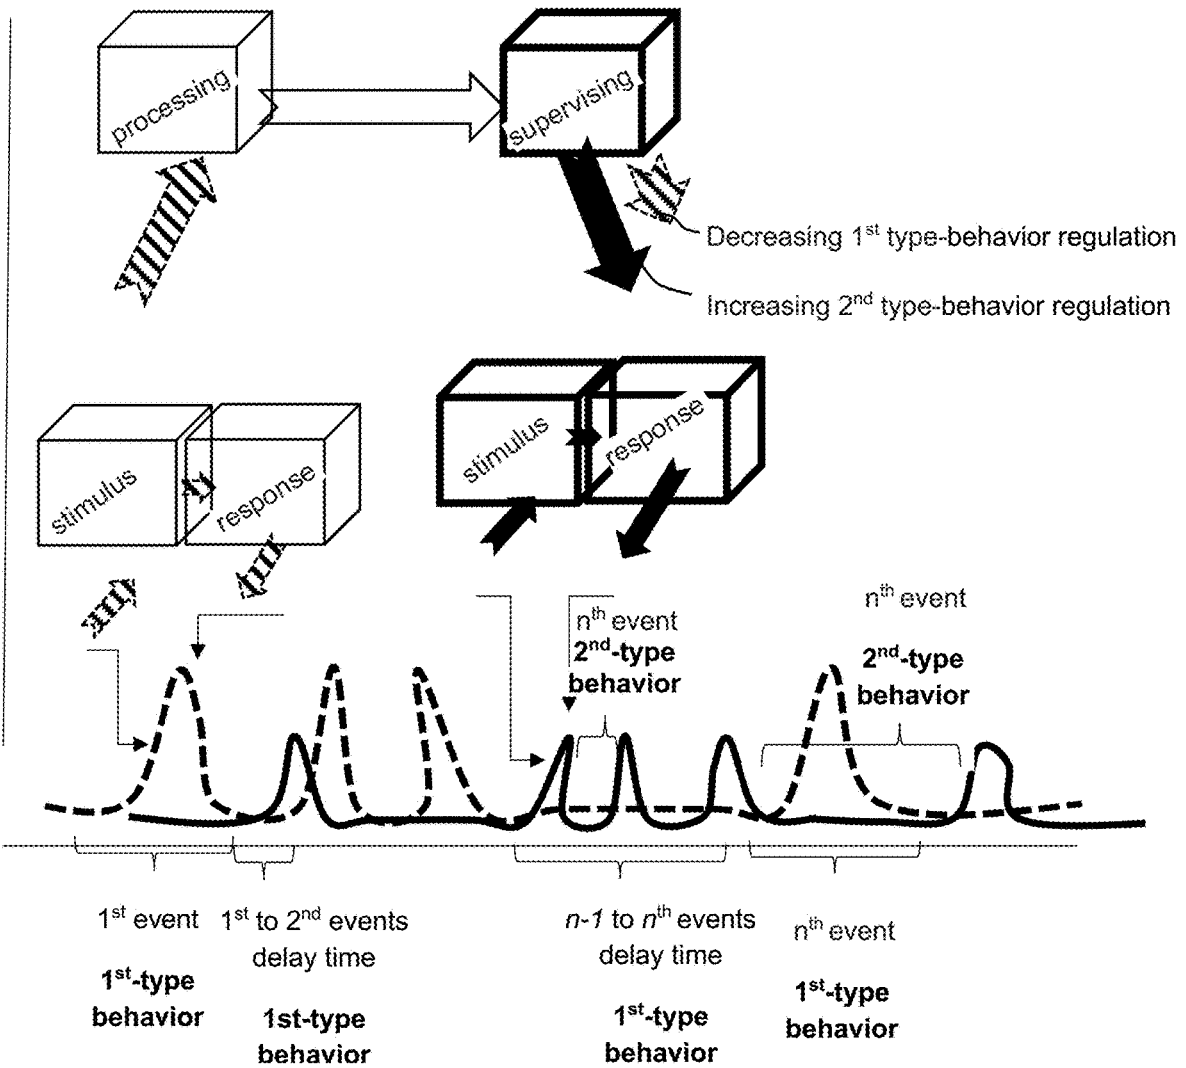 processing
supervising
Decreasing 1st type-behavior regulation
Increasing 2nd type-behavior regulation
stimulus
response
stimulus
response
nth event
2nd-type
behavior
nth event
2nd-type
behavior
1st event
1st-type
behavior
1st to 2nd events
delay time
1st-type
behavior
n-1 to nth events
delay time
1st-type
behavior
nth event
1st-type
behavior